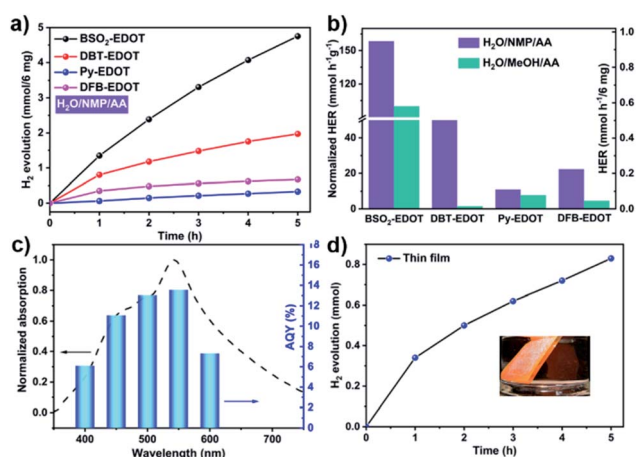 a)
H₂ evolution (mmol/6 mg)
5
4
3
2
1
0
BSO₂-EDOT
DBT-EDOT
Py-EDOT
DFB-EDOT
H₂O/NMP/AA
0 1 2 3 4 5
Time (h)
b)
Normalized HER (mmol h⁻¹g⁻¹)
150
100
40
20
0
H₂O/NMP/AA
H₂O/MeOH/AA
1.0
0.8
0.6
0.4
0.2
0.0
HER (mmol h⁻¹/6 mg)
BSO₂-EDOT DBT-EDOT Py-EDOT DFB-EDOT
c)
Normalized absorption
1.0
0.8
0.6
0.4
0.2
0.0
18
16
14
12
10
8
6
4
2
0
AQY (%)
400 500 600 700
Wavelength (nm)
d)
H₂ evolution (mmol)
0.8
0.4
0.0
Thin film
0 1 2 3 4 5
Time (h)